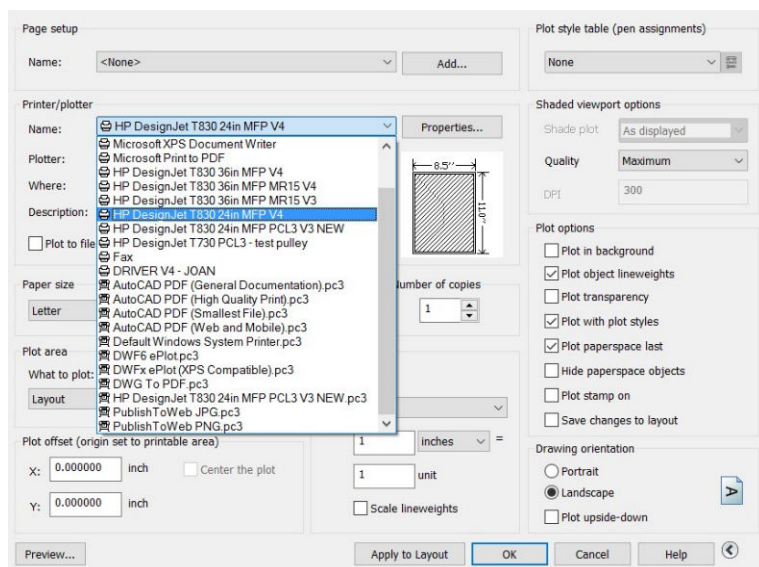 Page setup
Name: <None> Add...
Printer/plotter
Name: HP DesignJet T830 24in MFP V4 Properties...
Microsoft XPS Document Writer
Microsoft Print to PDF
HP DesignJet T830 36in MFP V4
HP DesignJet T830 36in MFP MR15 V4
HP DesignJet T830 36in MFP MR15 V3
HP DesignJet T830 24in MFP V4
HP DesignJet T830 24in MFP PCL3 V3 NEW
HP DesignJet T730 PCL3 - test pulley
Fax
DRIVER V4 - JOAN
AutoCAD PDF (General Documentation).pc3
AutoCAD PDF (High Quality Print).pc3
AutoCAD PDF (Smallest File).pc3
AutoCAD PDF (Web and Mobile).pc3
Default Windows System Printer.pc3
DWF6 ePlot.pc3
DWFx ePlot (XPS Compatible).pc3
DWG To PDF.pc3
HP DesignJet T830 24in MFP PCL3 V3 NEW.pc3
PublishToWeb JPG.pc3
PublishToWeb PNG.pc3
Plotter:
Where:
Description:
Plot to file
8.5''
11.0''
Paper size
Letter
Number of copies
1
Plot area
What to plot:
Layout
Plot offset (origin set to printable area)
X: 0.000000 inch Center the plot
Y: 0.000000 inch
1 inches =
1 unit
Scale lineweights
Plot style table (pen assignments)
None
Shaded viewport options
Shade plot As displayed
Quality Maximum
DPI 300
Plot options
Plot in background
Plot object lineweights
Plot transparency
Plot with plot styles
Plot paperspace last
Hide paperspace objects
Plot stamp on
Save changes to layout
Drawing orientation
Portrait
Landscape
Plot upside-down
A
Preview... Apply to Layout OK Cancel Help